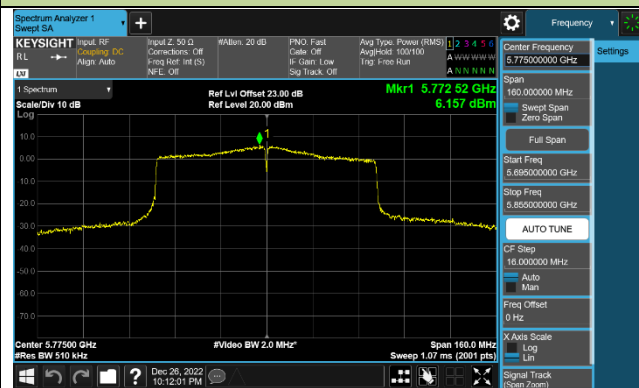 Spectrum Analyzer 1
Swept SA
Frequency
KEYSIGHT
RL
LXI
Input: RF
Coupling: DC
Align: Auto
Input Z: 50 Ω
Corrections: Off
Freq Ref: Int (S)
NFE: Off
#Atten: 20 dB
PNO: Fast
Gate: Off
IF Gain: Low
Sig Track: Off
Avg Type: Power (RMS)
Avg|Hold: 100/100
Trig: Free Run
1 2 3 4 5 6
A W W W W W
A N N N N N
1 Spectrum
Scale/Div 10 dB
Log
Ref Lvl Offset 23.00 dB
Ref Level 20.00 dBm
Mkr1 5.772 52 GHz
6.157 dBm
1
10.0
0.00
-10.0
-20.0
-30.0
-40.0
-50.0
-60.0
-70.0
Center 5.77500 GHz
#Res BW 510 kHz
#Video BW 2.0 MHz*
Span 160.0 MHz
Sweep 1.07 ms (2001 pts)
Dec 26, 2022
10:12:01 PM
Center Frequency
5.775000000 GHz
Settings
Span
160.000000 MHz
Swept Span
Zero Span
Full Span
Start Freq
5.695000000 GHz
Stop Freq
5.855000000 GHz
AUTO TUNE
CF Step
16.000000 MHz
Auto
Man
Freq Offset
0 Hz
X Axis Scale
Log
Lin
Signal Track
(Span Zoom)